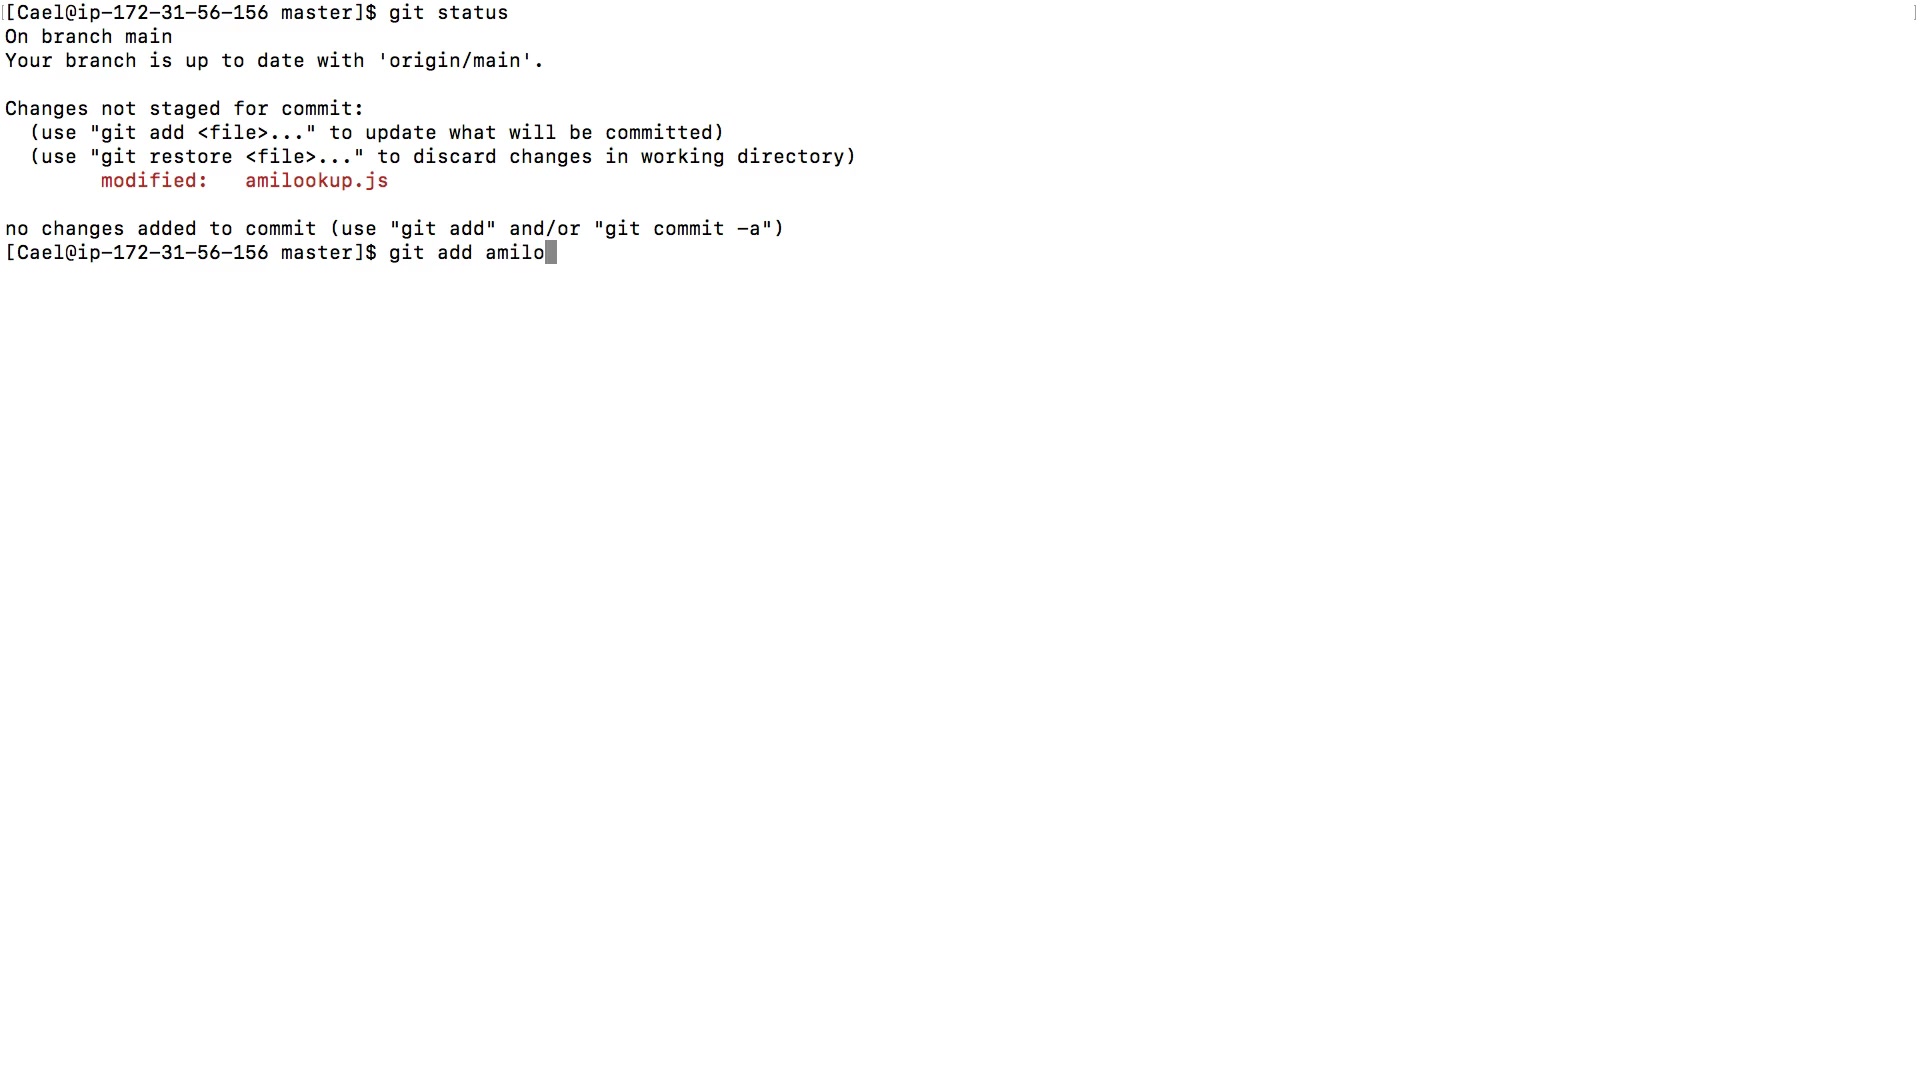 [Cael@ip-172-31-56-156 master]$ git status
On branch main
Your branch is up to date with 'origin/main'.
Changes not staged for commit:
  (use "git add <file>..." to update what will be committed)
  (use "git restore <file>..." to discard changes in working directory)
        modified:   amilookup.js
no changes added to commit (use "git add" and/or "git commit -a")
[Cael@ip-172-31-56-156 master]$ git add amilo